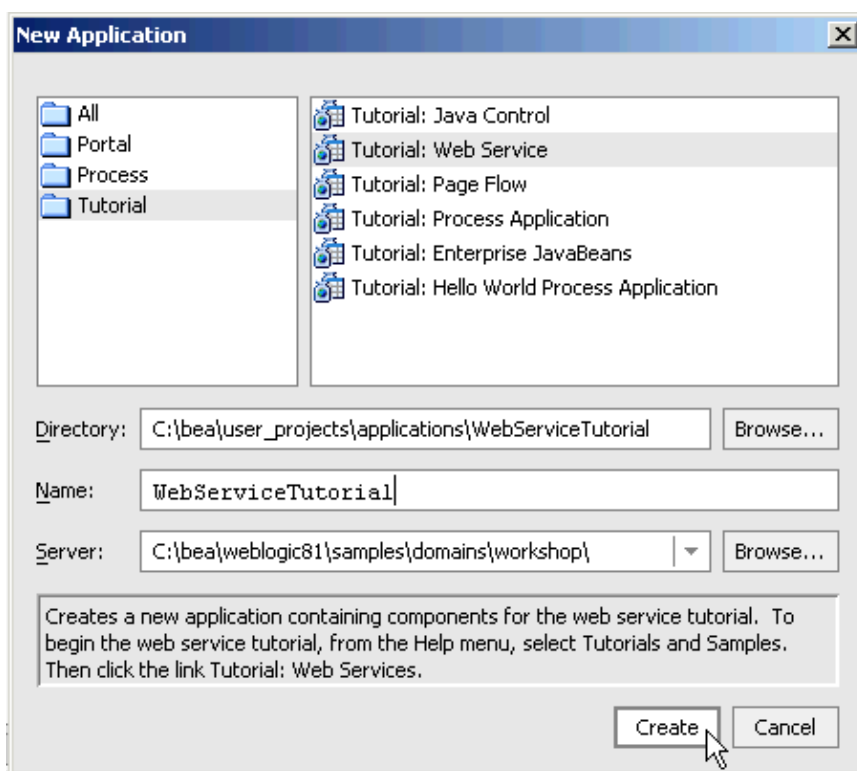 New Application
All
Portal
Process
Tutorial
Tutorial: Java Control
Tutorial: Web Service
Tutorial: Page Flow
Tutorial: Process Application
Tutorial: Enterprise JavaBeans
Tutorial: Hello World Process Application
Directory: C:\bea\user_projects\applications\WebServiceTutorial Browse...
Name: WebServiceTutorial
Server: C:\bea\weblogic81\samples\domains\workshop\ Browse...
Creates a new application containing components for the web service tutorial. To
begin the web service tutorial, from the Help menu, select Tutorials and Samples.
Then click the link Tutorial: Web Services.
Create Cancel